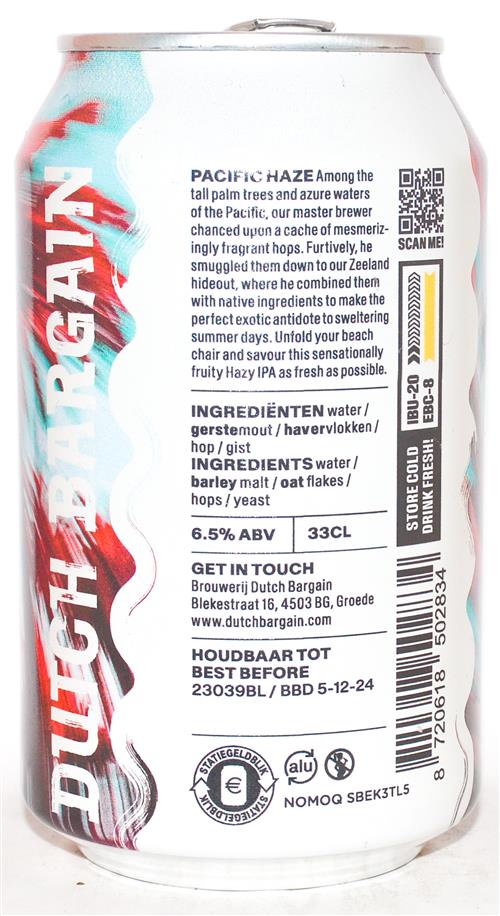 DUTCH BARGAIN
PACIFIC HAZE Among the
tall palm trees and azure waters
of the Pacific, our master brewer
chanced upon a cache of mesmeriz-
ingly fragrant hops. Furtively, he
smuggled them down to our Zeeland
hideout, where he combined them
with native ingredients to make the
perfect exotic antidote to sweltering
summer days. Unfold your beach
chair and savour this sensationally
fruity Hazy IPA as fresh as possible.
SCAN ME!
IBU-20
EBC-8
STORE COLD
DRINK FRESH!
INGREDIËNTEN water /
gerstemout / havervlokken /
hop / gist
INGREDIENTS water /
barley malt / oat flakes /
hops / yeast
6.5% ABV 33CL
GET IN TOUCH
Brouwerij Dutch Bargain
Blekestraat 16, 4503 BG, Groede
www.dutchbargain.com
HOUDBAAR TOT
BEST BEFORE
23039BL / BBD 5-12-24
8 720618 502834
STATIEGELDBLIK
€
STATIEGELDBLIK
alu
NOMOQ SBEK3TL5